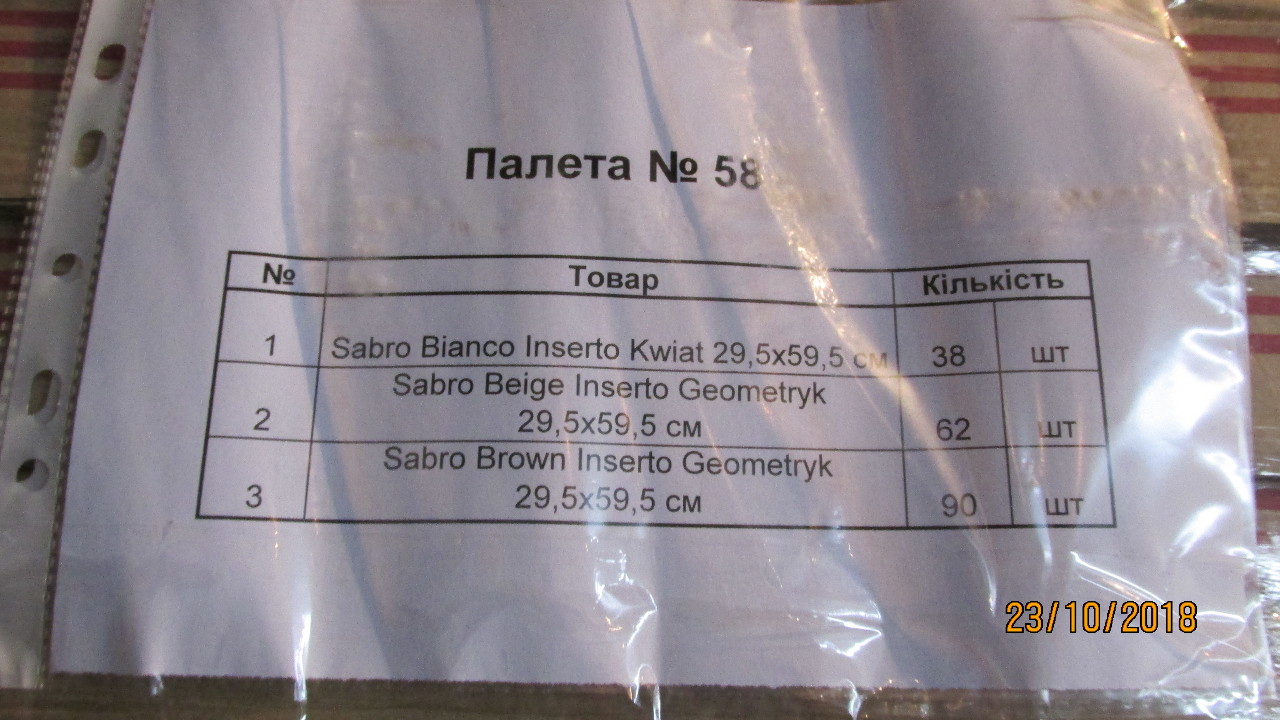 Палета № 58
№ Товар Кількість
1 Sabro Bianco Inserto Kwiat 29,5x59,5 см 38 шт
Sabro Beige Inserto Geometryk
2 29,5x59,5 см 62 шт
Sabro Brown Inserto Geometryk
3 29,5x59,5 см 90 шт
23/10/2018